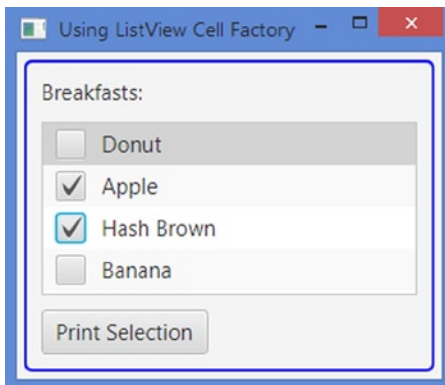 Using ListView Cell Factory
Breakfasts:
Donut
Apple
Hash Brown
Banana
Print Selection